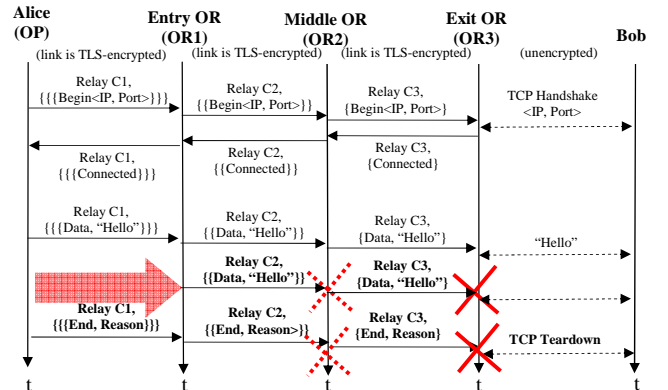 Alice
(OP)
Entry OR
(OR1)
Middle OR
(OR2)
Exit OR
(OR3)
Bob
(link is TLS-encrypted)
(link is TLS-encrypted)
(link is TLS-encrypted)
(unencrypted)
Relay C1,
{{{Begin<IP, Port>}}}
Relay C2,
{{Begin<IP, Port>}}
Relay C3,
{Begin<IP, Port>}
TCP Handshake
<IP, Port>
Relay C1,
{{{Connected}}}
Relay C2,
{{Connected}}
Relay C3,
{Connected}
Relay C1,
{{{Data, “Hello”}}}
Relay C2,
{{Data, “Hello”}}
Relay C3,
{Data, “Hello”}
“Hello”
Relay C2,
{{Data, “Hello”}}
Relay C3,
{Data, “Hello”}
Relay C1,
{{{End, Reason}}}
Relay C2,
{{End, Reason>}}
Relay C3,
{End, Reason}
TCP Teardown
t
t
t
t
t